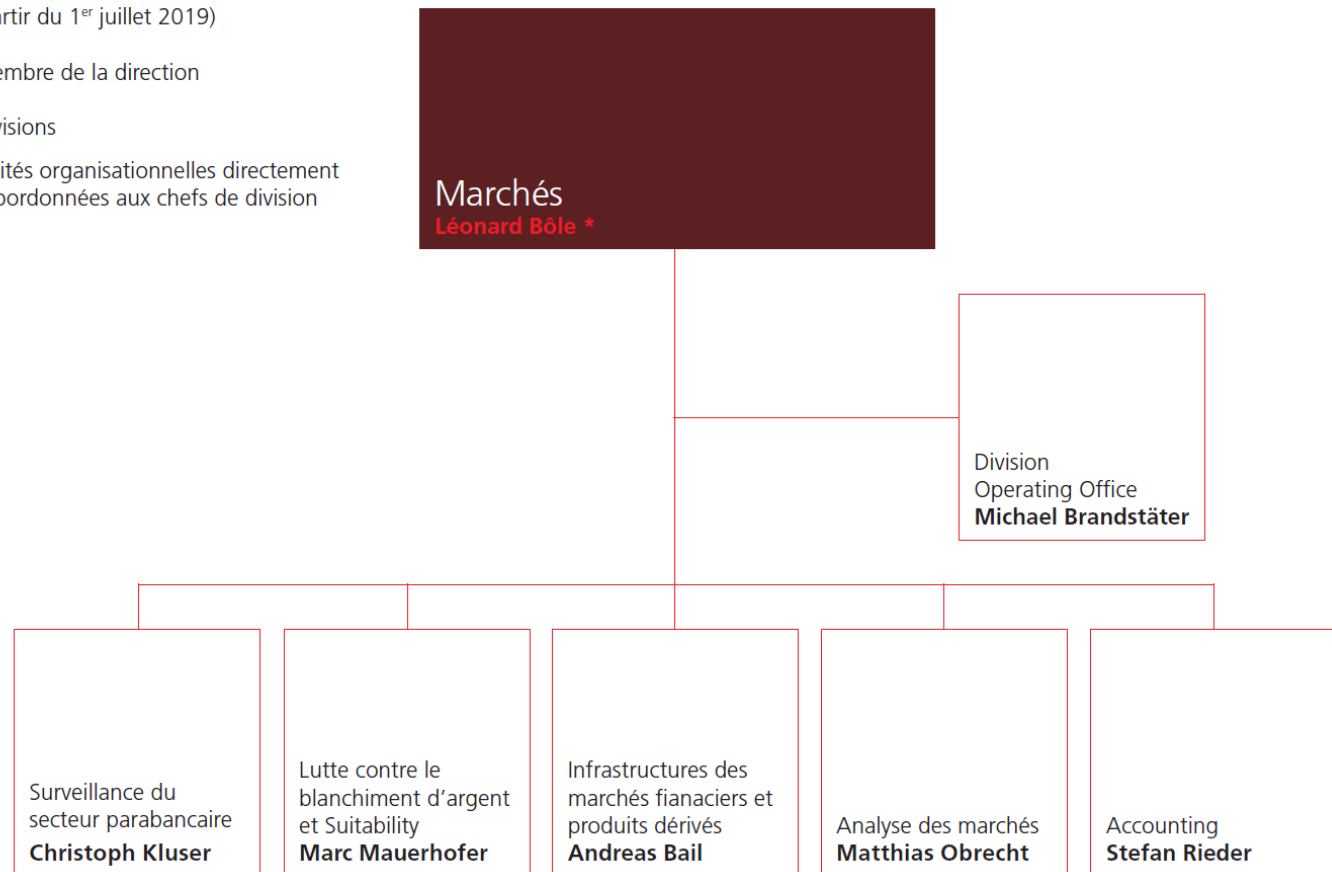 artir du 1er juillet 2019)
embre de la direction
visions
ités organisationnelles directement
bordonnées aux chefs de division
Marchés
Léonard Bôle *
Division
Operating Office
Michael Brandstäter
Surveillance du
secteur parabancaire
Christoph Kluser
Lutte contre le
blanchiment d’argent
et Suitability
Marc Mauerhofer
Infrastructures des
marchés fianaciers et
produits dérivés
Andreas Bail
Analyse des marchés
Matthias Obrecht
Accounting
Stefan Rieder